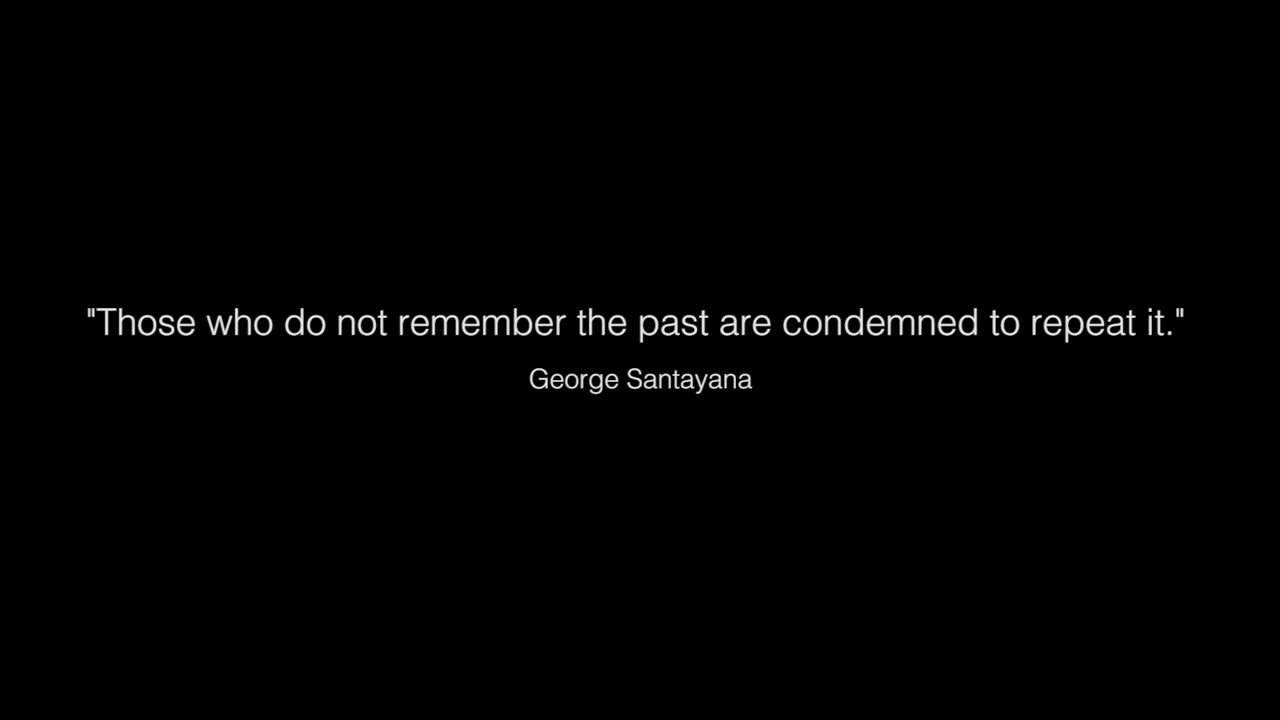 "Those who do not remember the past are condemned to repeat it."
George Santayana